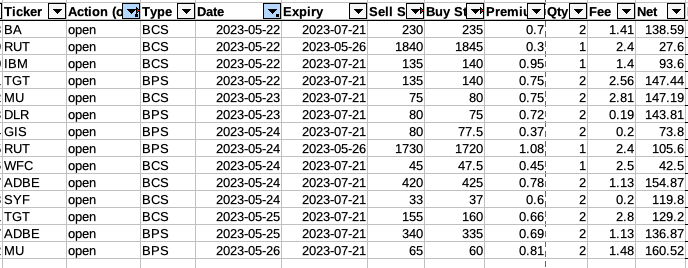 Ticker Action (o Type Date Expiry Sell S Buy St Premiu Qty Fee Net
BA open BCS 2023-05-22 2023-07-21 230 235 0.7 2 1.41 138.59
RUT open BCS 2023-05-22 2023-05-26 1840 1845 0.3 1 2.4 27.6
IBM open BCS 2023-05-22 2023-07-21 135 140 0.95 1 1.4 93.6
TGT open BPS 2023-05-22 2023-07-21 135 140 0.75 2 2.56 147.44
MU open BCS 2023-05-23 2023-07-21 75 80 0.75 2 2.81 147.19
DLR open BPS 2023-05-23 2023-07-21 80 75 0.72 2 0.19 143.81
GIS open BPS 2023-05-24 2023-07-21 80 77.5 0.37 2 0.2 73.8
RUT open BPS 2023-05-24 2023-05-26 1730 1720 1.08 1 2.4 105.6
WFC open BCS 2023-05-24 2023-07-21 45 47.5 0.45 1 2.5 42.5
ADBE open BCS 2023-05-24 2023-07-21 420 425 0.78 2 1.13 154.87
SYF open BCS 2023-05-24 2023-07-21 33 37 0.6 2 0.2 119.8
TGT open BCS 2023-05-25 2023-07-21 155 160 0.66 2 2.8 129.2
ADBE open BPS 2023-05-25 2023-07-21 340 335 0.69 2 1.13 136.87
MU open BPS 2023-05-26 2023-07-21 65 60 0.81 2 1.48 160.52